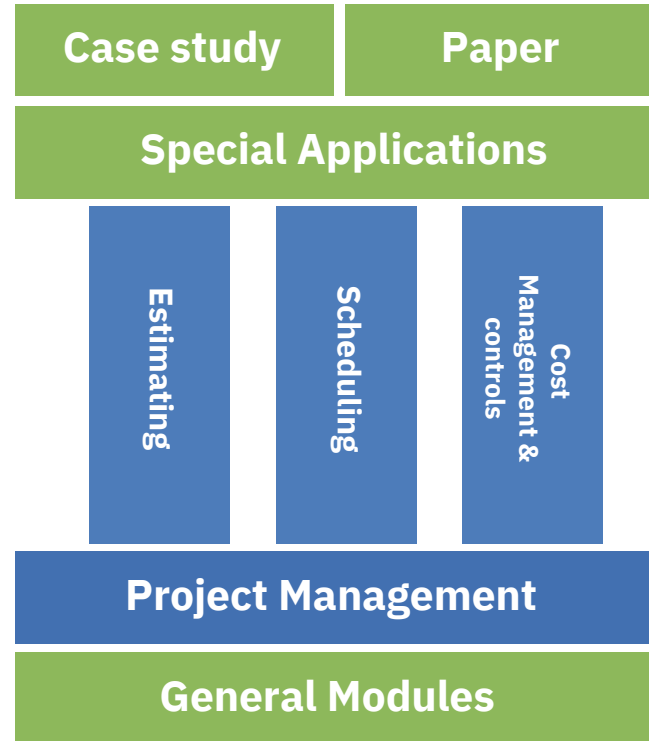 Case study
Paper
Special Applications
Estimating
Scheduling
Cost
Management &
controls
Project Management
General Modules